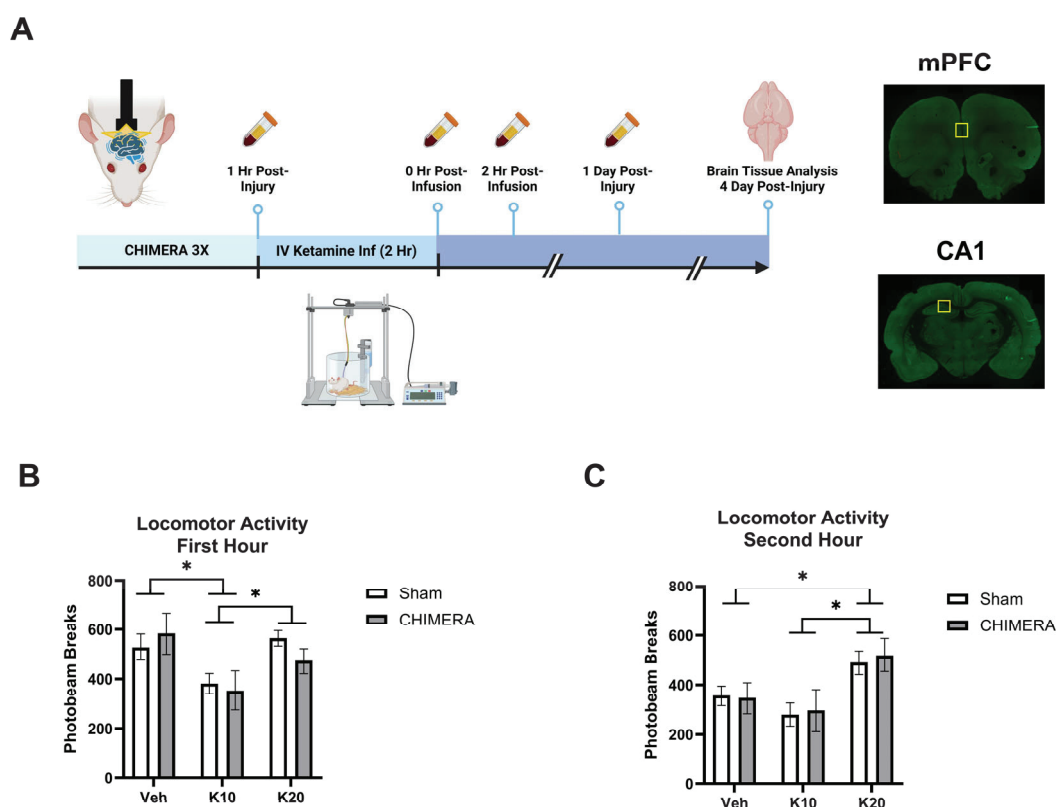 A
mPFC
1 Hr Post-
Injury
0 Hr Post-
Infusion
2 Hr Post-
Infusion
1 Day Post-
Injury
Brain Tissue Analysis
4 Day Post-Injury
CHIMERA 3X
IV Ketamine Inf (2 Hr)
CA1
B
Locomotor Activity
First Hour
Photobeam Breaks
800
600
400
200
0
*
*
Veh
K10
K20
Sham
CHIMERA
C
Locomotor Activity
Second Hour
Photobeam Breaks
800
600
400
200
0
*
*
Veh
K10
K20
Sham
CHIMERA